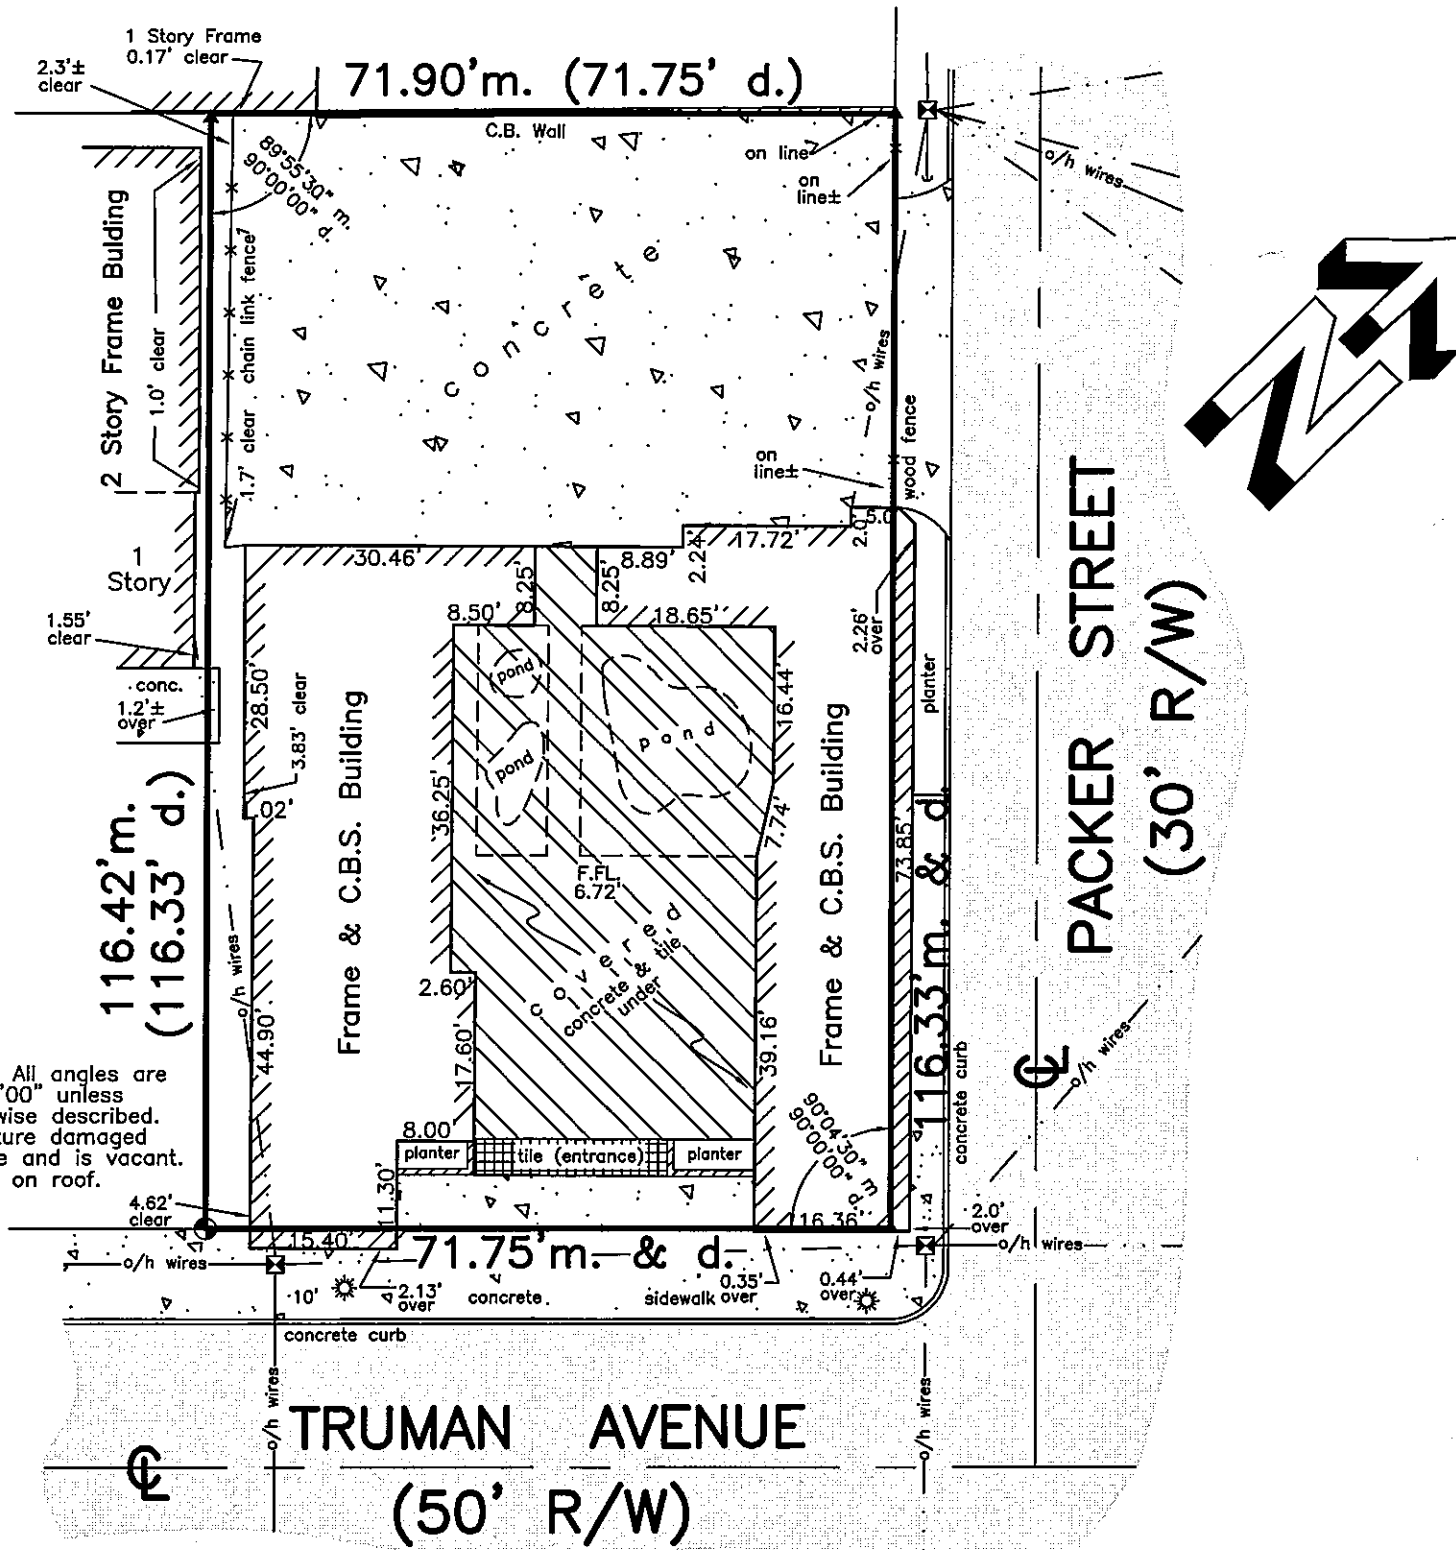 1 Story Frame
0.17' clear
2.3'±
clear
71.90'm. (71.75' d.)
C.B. Wall
on line
on
line±
o/h wires
89°55'30" m.
90°00'00" d.
2 Story Frame Bulding
1.0' clear
1.7' clear chain link fence
concrete
o/h wires
wood fence
on
line±
1
Story
1.55'
clear
conc.
1.2'±
over
30.46'
8.25'
8.25'
8.89'
2.24'
17.72'
2.0'
5.0'
8.50'
18.65'
2.26'
over
28.50'
3.83' clear
.02'
pond
pond
pond
16.44'
7.74'
36.25'
F.FL.
6.72'
Frame & C.B.S. Building
Frame & C.B.S. Building
73.85'
planter
PACKER STREET
(30' R/W)
116.42'm.
(116.33' d.)
116.33'm. & d.
o/h wires
covered
concrete & tile
under
2.60'
17.60'
39.16'
44.90'
All angles are
'00" unless
wise described.
ture damaged
e and is vacant.
on roof.
8.00'
planter
tile (entrance)
planter
11.30'
90°04'30" m
90°00'00" d.
concrete curb
℄
o/h wires
4.62'
clear
15.40'
16.36'
2.0'
over
71.75'm. & d.
o/h wires
o/h wires
10'
2.13'
over
concrete
sidewalk
0.35'
over
0.44'
over
concrete curb
o/h wires
o/h wires
TRUMAN AVENUE
℄
(50' R/W)